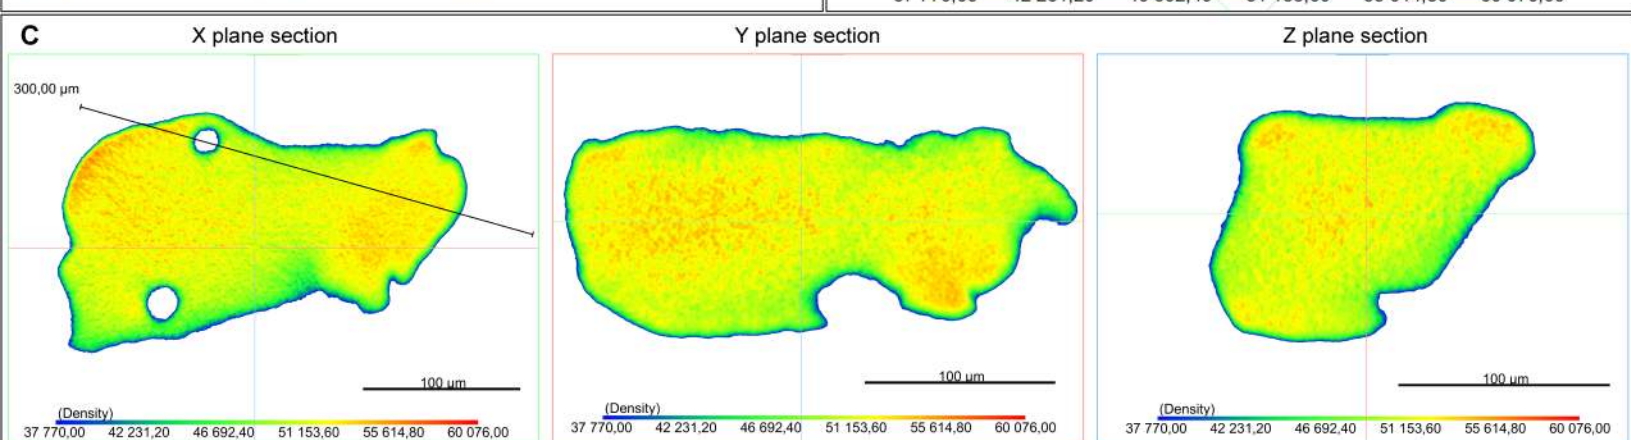 C
X plane section
Y plane section
Z plane section
300,00 µm
100 µm
100 µm
100 µm
(Density)
37 770,00 42 231,20 46 692,40 51 153,60 55 614,80 60 076,00
(Density)
37 770,00 42 231,20 46 692,40 51 153,60 55 614,80 60 076,00
(Density)
37 770,00 42 231,20 46 692,40 51 153,60 55 614,80 60 076,00